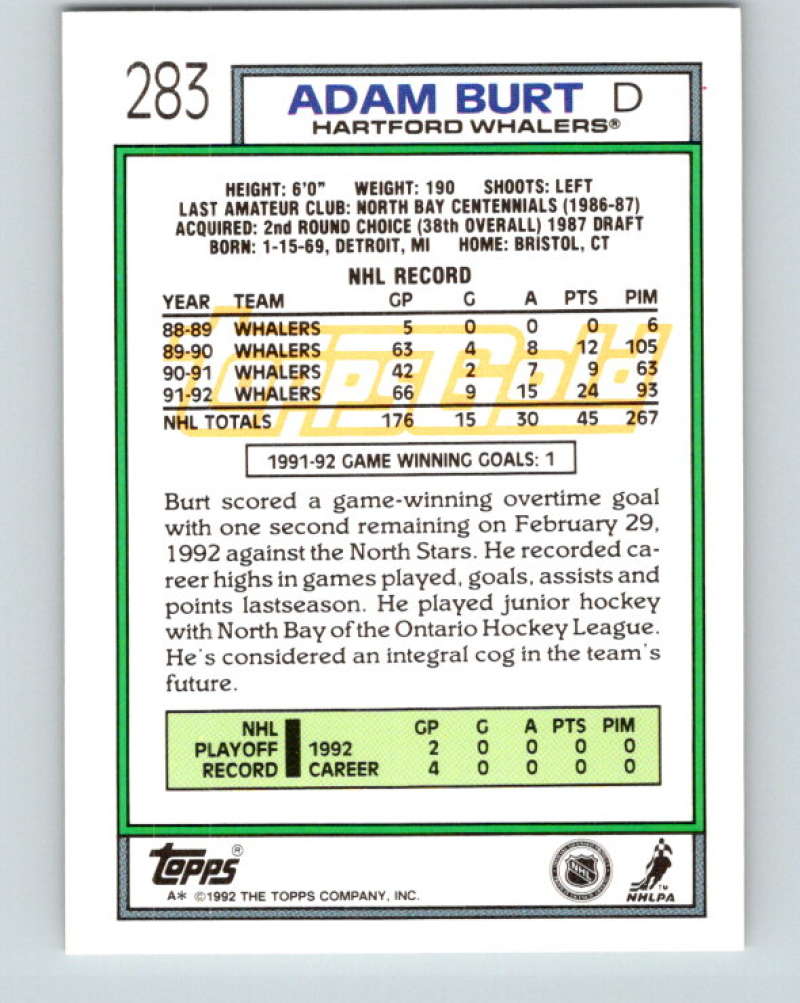 283
ADAM BURT D
HARTFORD WHALERS®
HEIGHT: 6'0" WEIGHT: 190 SHOOTS: LEFT
LAST AMATEUR CLUB: NORTH BAY CENTENNIALS (1986-87)
ACQUIRED: 2nd ROUND CHOICE (38th OVERALL) 1987 DRAFT
BORN: 1-15-69, DETROIT, MI HOME: BRISTOL, CT
NHL RECORD
YEAR TEAM GP G A PTS PIM
88-89 WHALERS 5 0 0 0 6
89-90 WHALERS 63 4 8 12 105
90-91 WHALERS 42 2 7 9 63
91-92 WHALERS 66 9 15 24 93
NHL TOTALS 176 15 30 45 267
ToppsGold
1991-92 GAME WINNING GOALS: 1
Burt scored a game-winning overtime goal
with one second remaining on February 29,
1992 against the North Stars. He recorded ca-
reer highs in games played, goals, assists and
points lastseason. He played junior hockey
with North Bay of the Ontario Hockey League.
He's considered an integral cog in the team's
future.
NHL GP G A PTS PIM
PLAYOFF 1992 2 0 0 0 0
RECORD CAREER 4 0 0 0 0
TOPPS®
A* ©1992 THE TOPPS COMPANY, INC.
NHL
TM
NHLPA